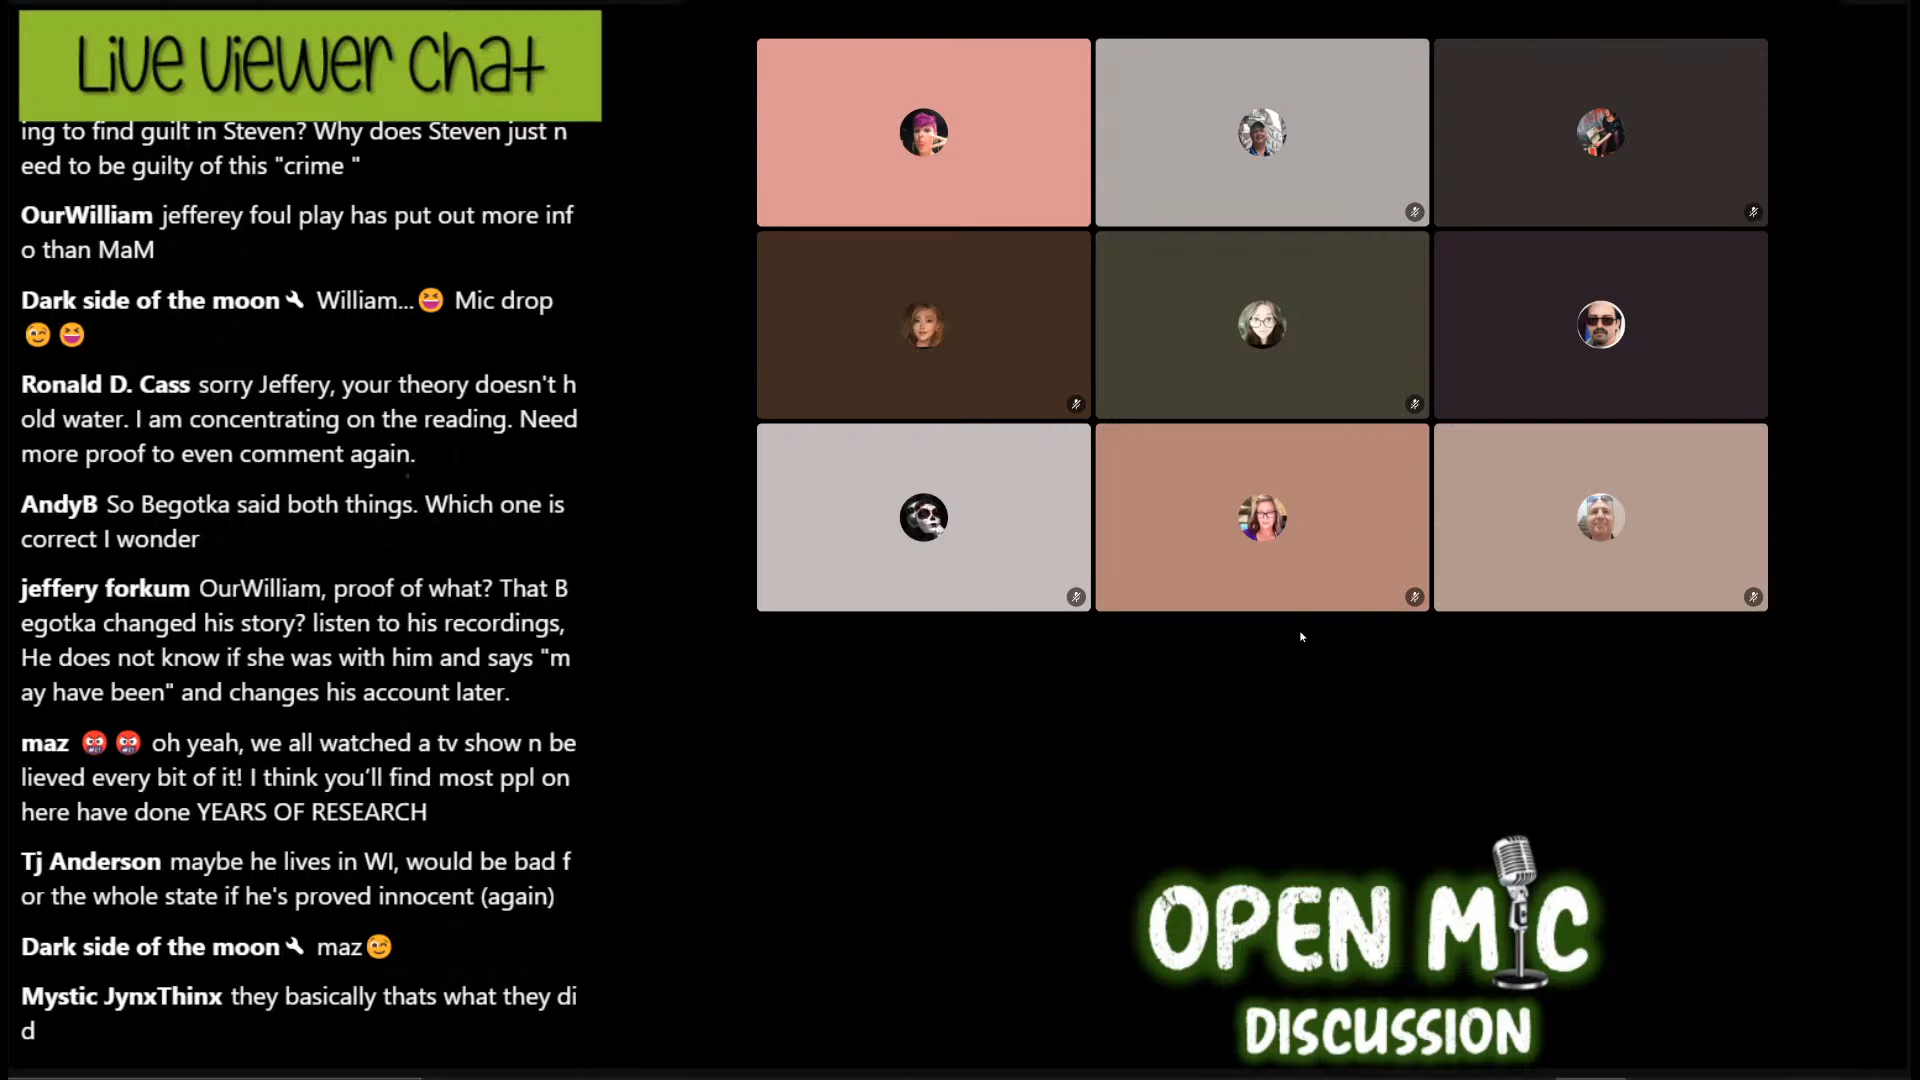 Live Viewer Chat
ing to find guilt in Steven? Why does Steven just n
eed to be guilty of this "crime "
OurWilliam jefferey foul play has put out more inf
o than MaM
Dark side of the moon William...😆 Mic drop
😉 😆
Ronald D. Cass sorry Jeffery, your theory doesn't h
old water. I am concentrating on the reading. Need
more proof to even comment again.
AndyB So Begotka said both things. Which one is
correct I wonder
jeffery forkum OurWilliam, proof of what? That B
egotka changed his story? listen to his recordings,
He does not know if she was with him and says "m
ay have been" and changes his account later.
maz 🤬 🤬 oh yeah, we all watched a tv show n be
lieved every bit of it! I think you’ll find most ppl on
here have done YEARS OF RESEARCH
Tj Anderson maybe he lives in WI, would be bad f
or the whole state if he's proved innocent (again)
Dark side of the moon maz😉
Mystic JynxThinx they basically thats what they di
d
OPEN MIC
DISCUSSION